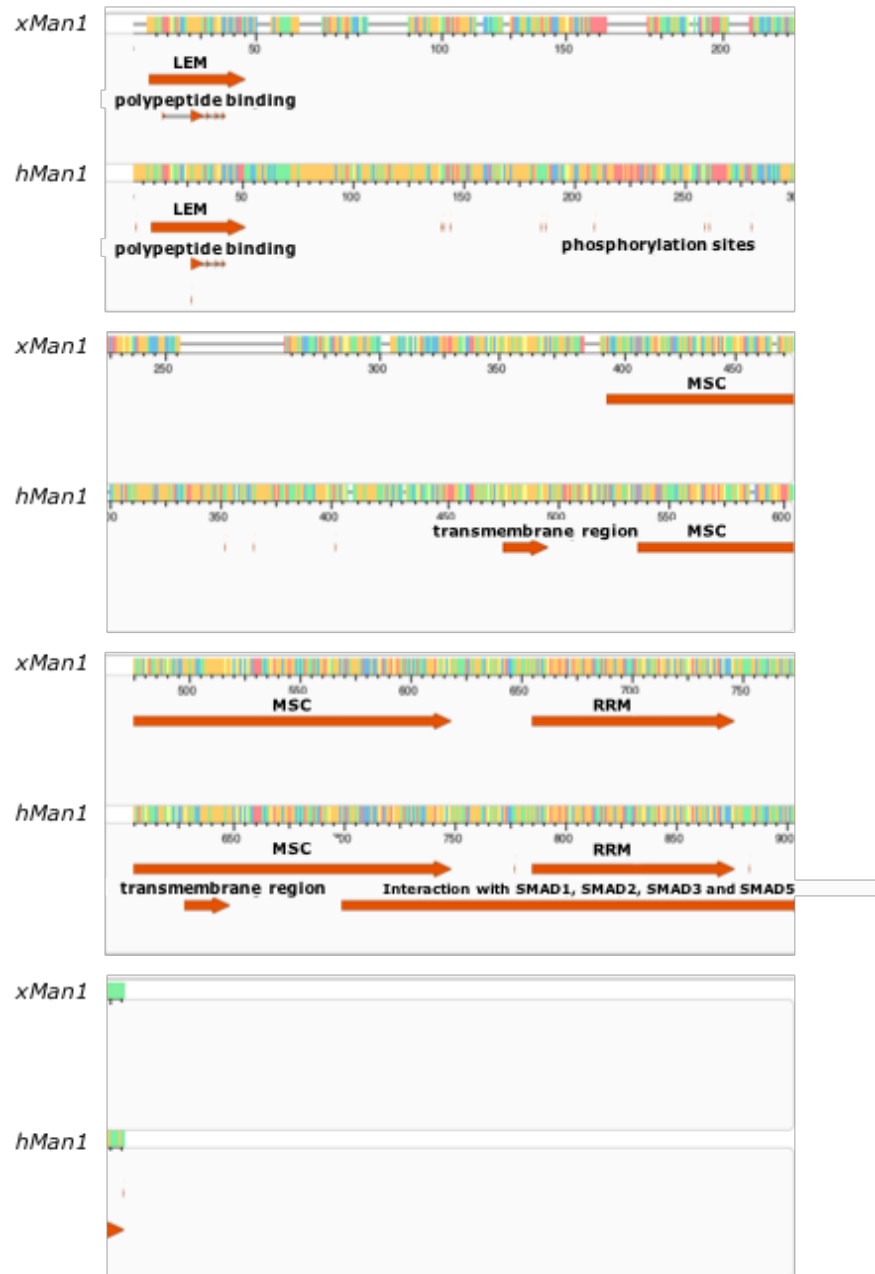 xMan1
50 100 150 200
LEM
polypeptide binding
hMan1
50 100 150 200 250
LEM
polypeptide binding
phosphorylation sites
xMan1
250 300 350 400 450
MSC
hMan1
350 400 450 500 550 600
transmembrane region MSC
xMan1
500 550 600 650 700 750
MSC RRM
hMan1
650 700 750 800 850 900
MSC RRM
transmembrane region Interaction with SMAD1, SMAD2, SMAD3 and SMAD5
xMan1
hMan1